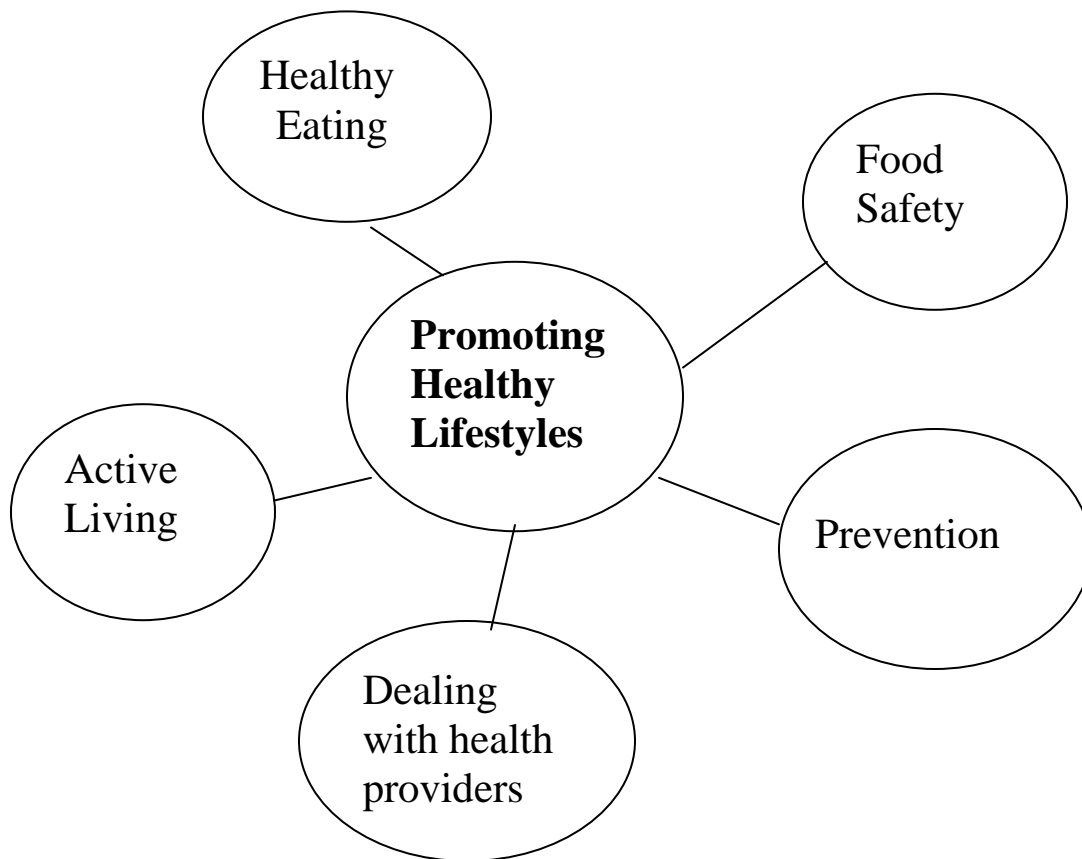 Healthy
Eating
Food
Safety
Promoting
Healthy
Lifestyles
Active
Living
Prevention
Dealing
with health
providers